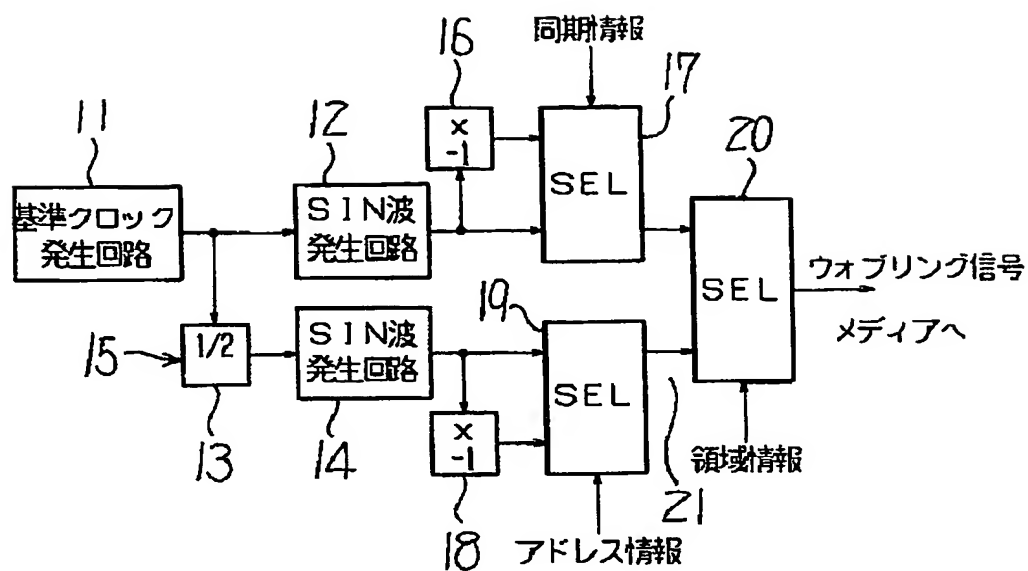 同期情報
16
17
11
12
20
×
-1
SEL
基準クロック
発生回路
SIN波
発生回路
SEL
ウォブリング信号
メディアへ
19
15
1/2
SIN波
発生回路
SEL
13
14
×
-1
18
領域情報
21
アドレス情報